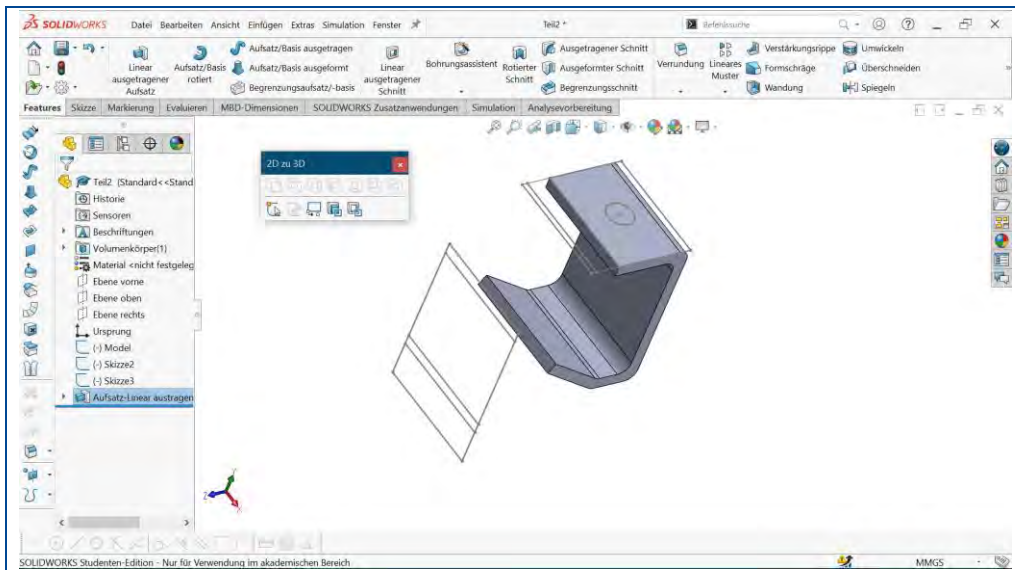 SOLIDWORKS Datei Bearbeiten Ansicht Einfügen Extras Simulation Fenster Teil2 * Befehlssuche
Linear ausgetragener Aufsatz
Aufsatz/Basis rotiert
Aufsatz/Basis ausgetragen
Aufsatz/Basis ausgeformt
Begrenzungsaufsatz/-basis
Linear ausgetragener Schnitt
Bohrungsassistent
Rotierter Schnitt
Ausgetragener Schnitt
Ausgeformter Schnitt
Begrenzungsschnitt
Verrundung
Lineares Muster
Verstärkungsrippe
Formschräge
Wandung
Umwickeln
Überschneiden
Spiegeln
Features Skizze Markierung Evaluieren MBD-Dimensionen SOLIDWORKS Zusatzanwendungen Simulation Analysevorbereitung
2D zu 3D
Teil2 (Standard<<Stand
Historie
Sensoren
Beschriftungen
Volumenkörper(1)
Material <nicht festgeleg
Ebene vorne
Ebene oben
Ebene rechts
Ursprung
(-) Model
(-) Skizze2
(-) Skizze3
Aufsatz-Linear austragen
Y
Z
X
SOLIDWORKS Studenten-Edition - Nur für Verwendung im akademischen Bereich MMGS